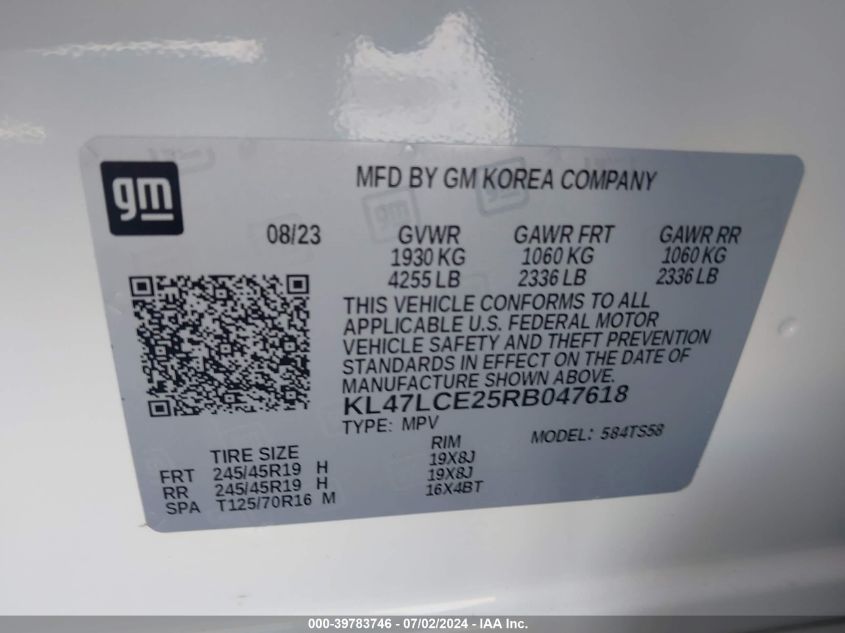 gm
MFD BY GM KOREA COMPANY
08/23 GVWR GAWR FRT GAWR RR
1930 KG 1060 KG 1060 KG
4255 LB 2336 LB 2336 LB
THIS VEHICLE CONFORMS TO ALL
APPLICABLE U.S. FEDERAL MOTOR
VEHICLE SAFETY AND THEFT PREVENTION
STANDARDS IN EFFECT ON THE DATE OF
MANUFACTURE SHOWN ABOVE.
KL47LCE25RB047618
TYPE: MPV MODEL: 584TS58
TIRE SIZE RIM
FRT 245/45R19 H 19X8J
RR 245/45R19 H 19X8J
SPA T125/70R16 M 16X4BT
000-39783746 - 07/02/2024 - IAA Inc.